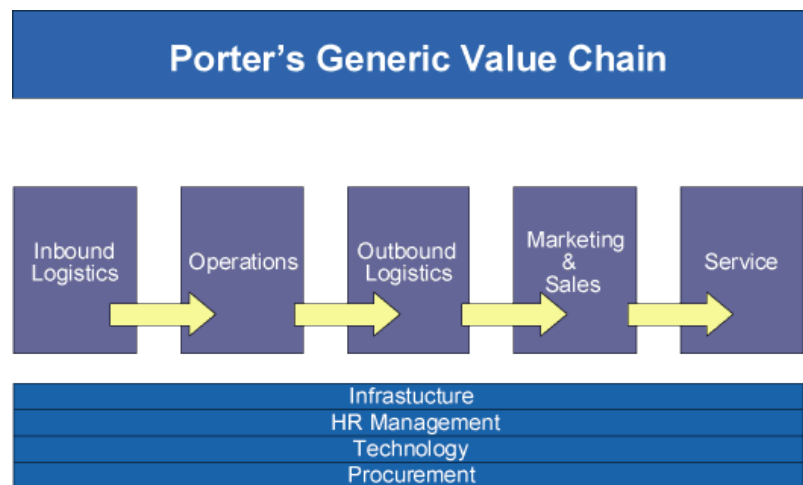 Porter's Generic Value Chain
Inbound
Logistics
Operations
Outbound
Logistics
Marketing
&
Sales
Service
Infrastucture
HR Management
Technology
Procurement